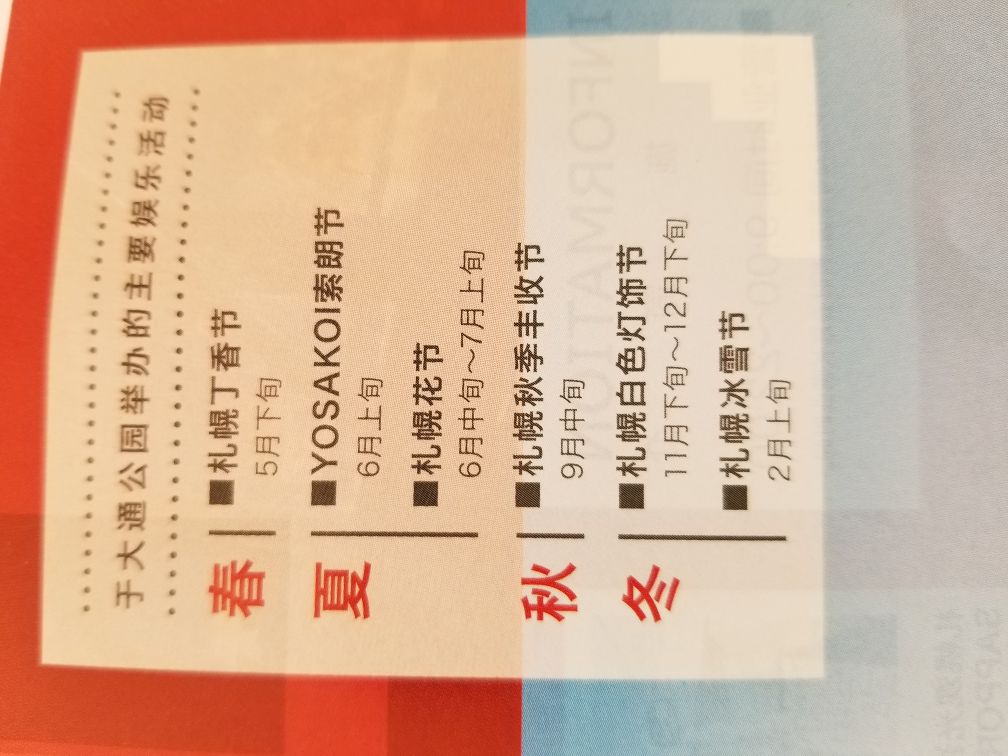 于大通公园举办的主要娱乐活动
春
■札幌丁香节
5月下旬
夏
■YOSAKOI索朗节
6月上旬
■札幌花节
6月中旬～7月上旬
秋
■札幌秋季丰收节
9月中旬
冬
■札幌白色灯饰节
11月下旬～12月下旬
■札幌冰雪节
2月上旬